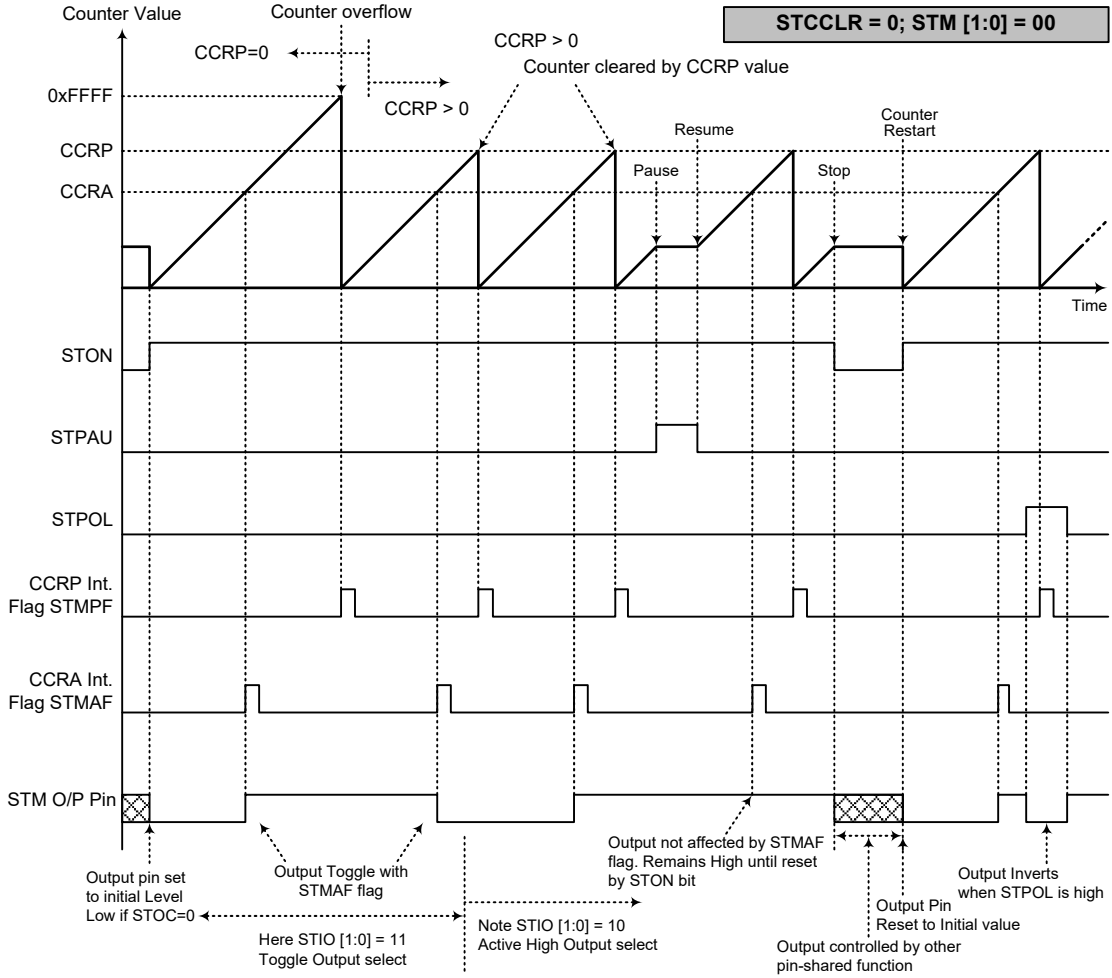 Counter Value
Counter overflow
STCCLR = 0; STM [1:0] = 00
CCRP=0
CCRP > 0
CCRP > 0
Counter cleared by CCRP value
0xFFFF
CCRP
CCRA
Pause
Resume
Stop
Counter
Restart
Time
STON
STPAU
STPOL
CCRP Int.
Flag STMPF
CCRA Int.
Flag STMAF
STM O/P Pin
Output pin set
to initial Level
Low if STOC=0
Output Toggle with
STMAF flag
Here STIO [1:0] = 11
Toggle Output select
Note STIO [1:0] = 10
Active High Output select
Output not affected by STMAF
flag. Remains High until reset
by STON bit
Output controlled by other
pin-shared function
Output Pin
Reset to Initial value
Output Inverts
when STPOL is high